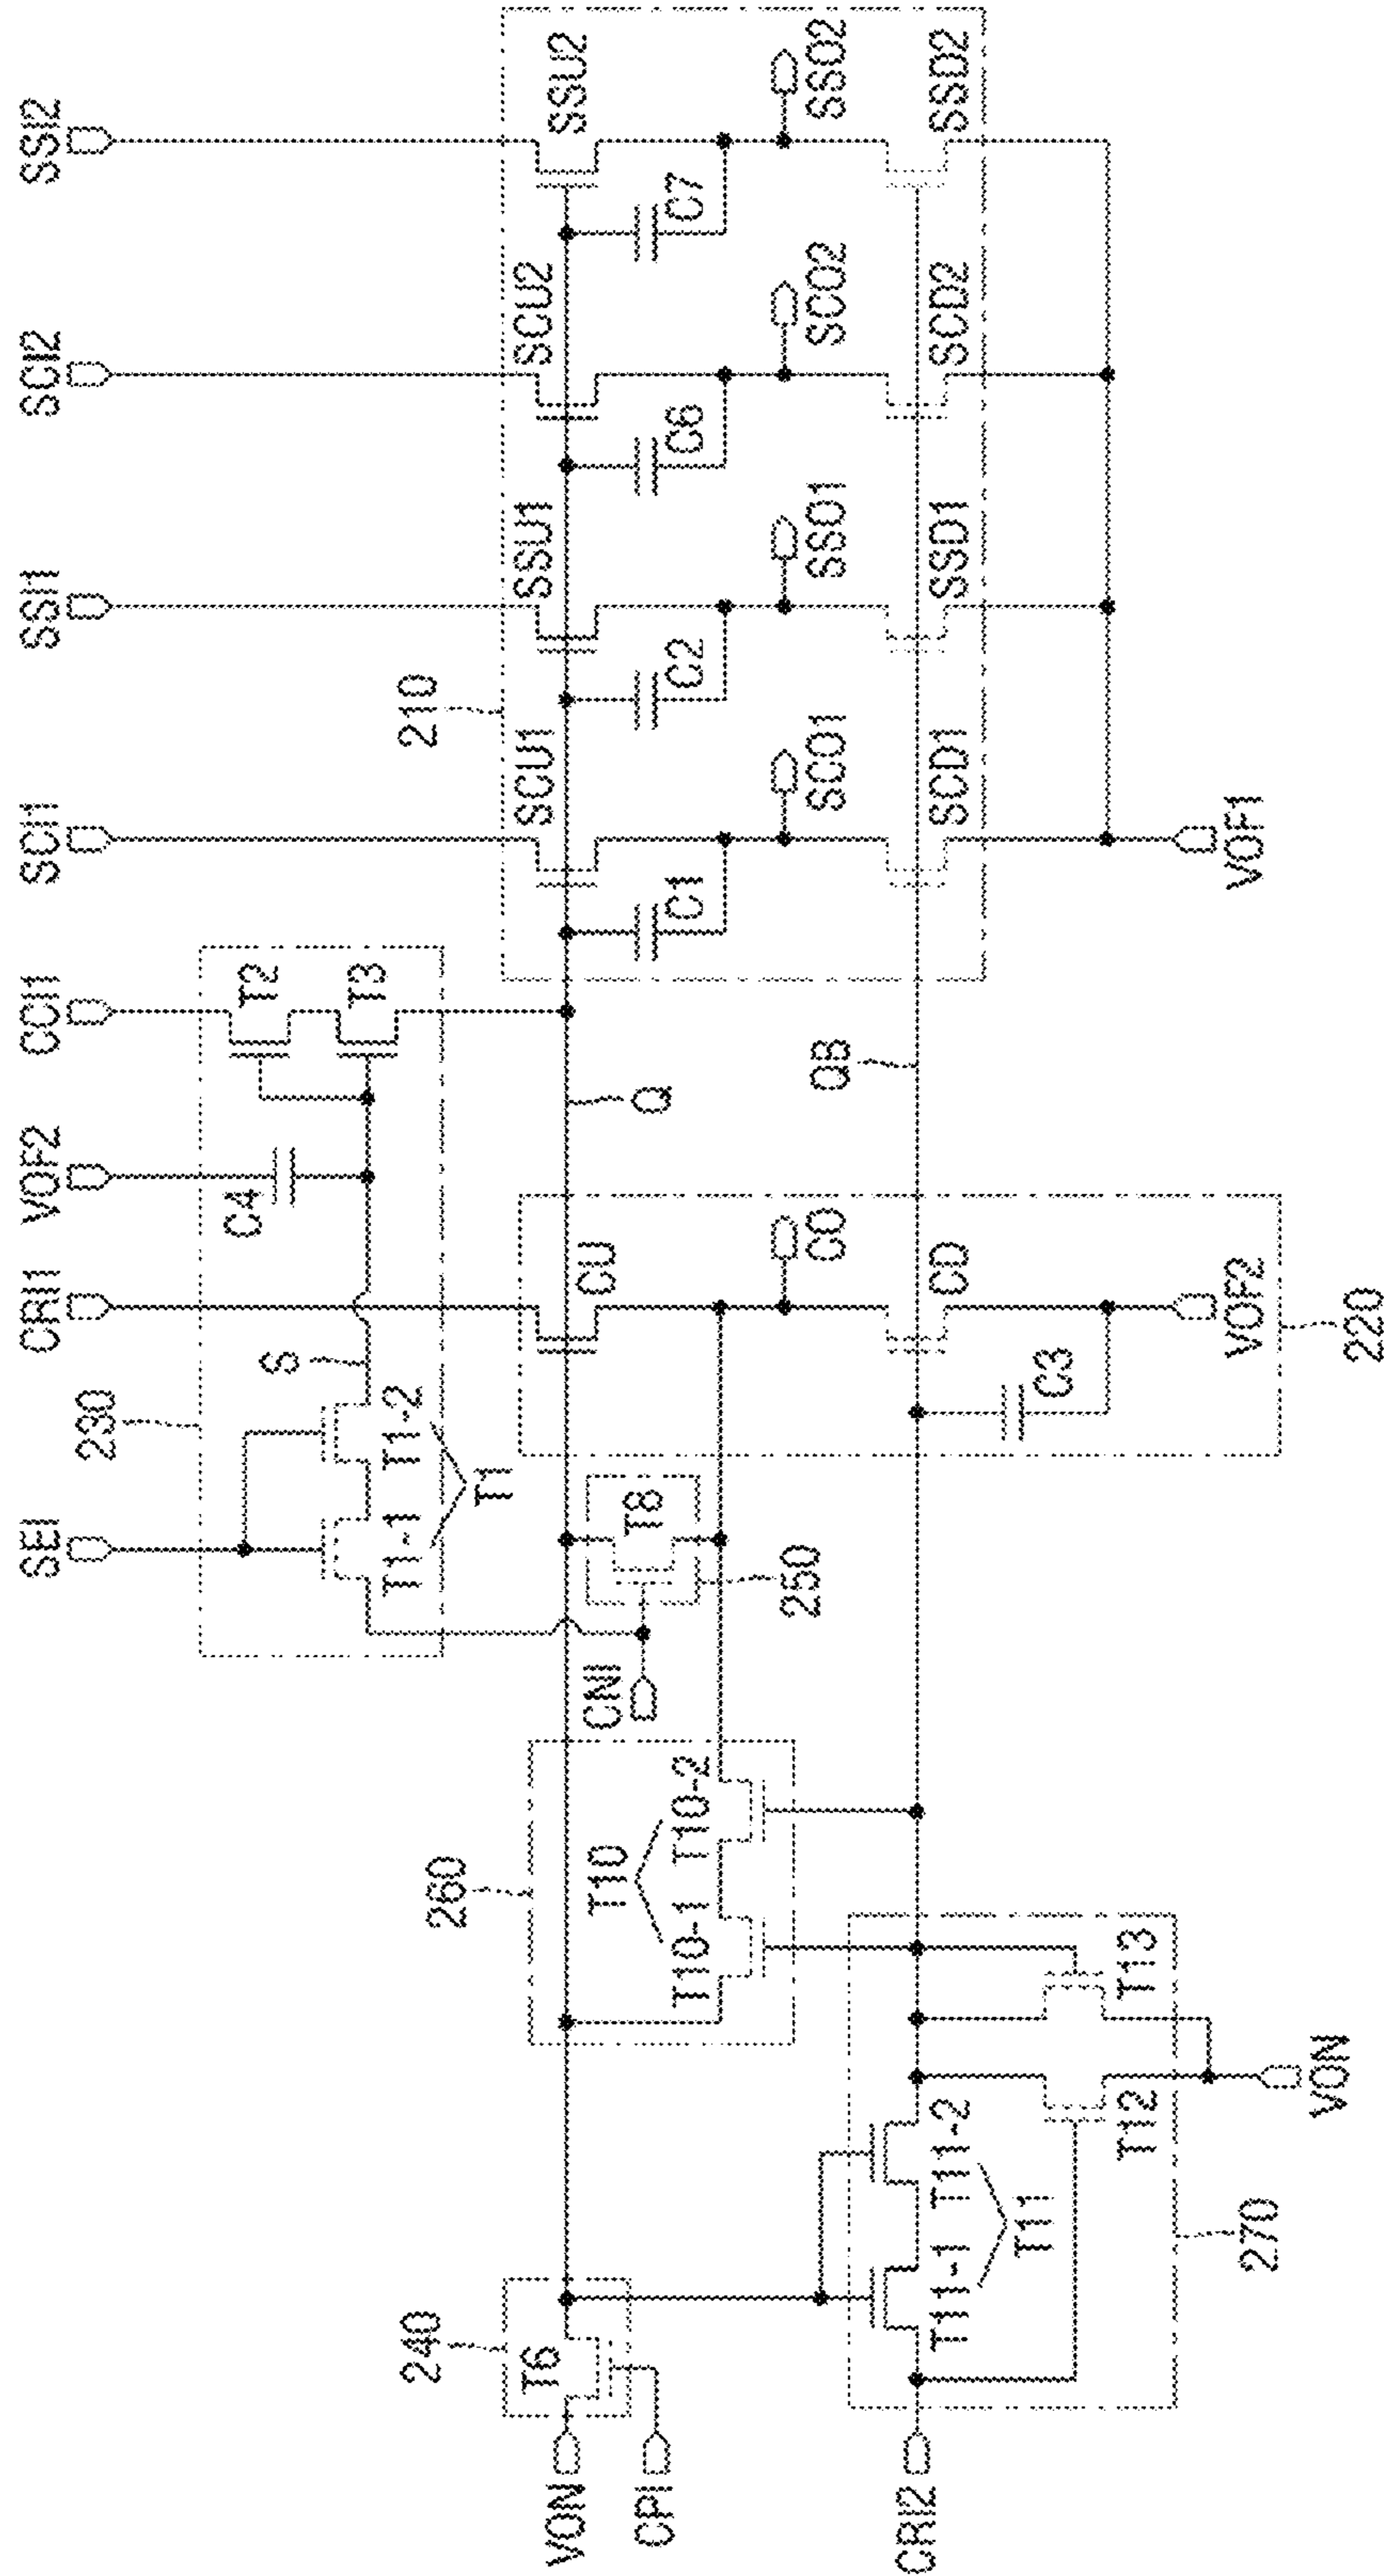 SEI
CRI1
VOF2
CCI1
SCI1
SSI1
SCI2
SSI2
230
S
C4
T2
T3
T1-1
T1-2
T1
210
SCU1
SSU1
SCU2
SSU2
240
T6
VON
CPI
260
T10
T10-1
T10-2
CNI
T8
250
CU
Q
C1
C2
C6
C7
CO
SCO1
SSO1
SCO2
SSO2
QB
CD
SCD1
SSD1
SCD2
SSD2
CRI2
T11-1
T11-2
T11
T12
T13
270
VON
C3
VOF2
220
VOF1